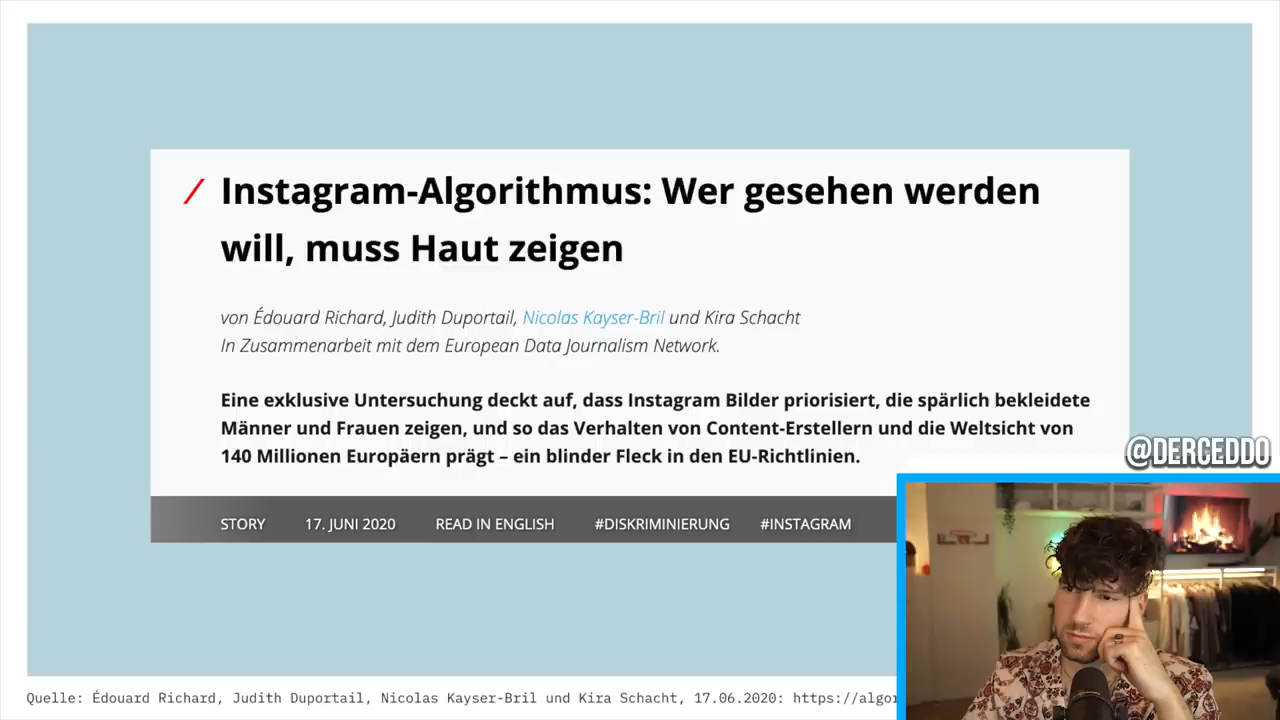 / Instagram-Algorithmus: Wer gesehen werden
will, muss Haut zeigen
von Édouard Richard, Judith Duportail, Nicolas Kayser-Bril und Kira Schacht
In Zusammenarbeit mit dem European Data Journalism Network.
Eine exklusive Untersuchung deckt auf, dass Instagram Bilder priorisiert, die spärlich bekleidete
Männer und Frauen zeigen, und so das Verhalten von Content-Erstellern und die Weltsicht von
140 Millionen Europäern prägt – ein blinder Fleck in den EU-Richtlinien.
@DERCEDDO
STORY 17. JUNI 2020 READ IN ENGLISH #DISKRIMINIERUNG #INSTAGRAM
Quelle: Édouard Richard, Judith Duportail, Nicolas Kayser-Bril und Kira Schacht, 17.06.2020: https://algor